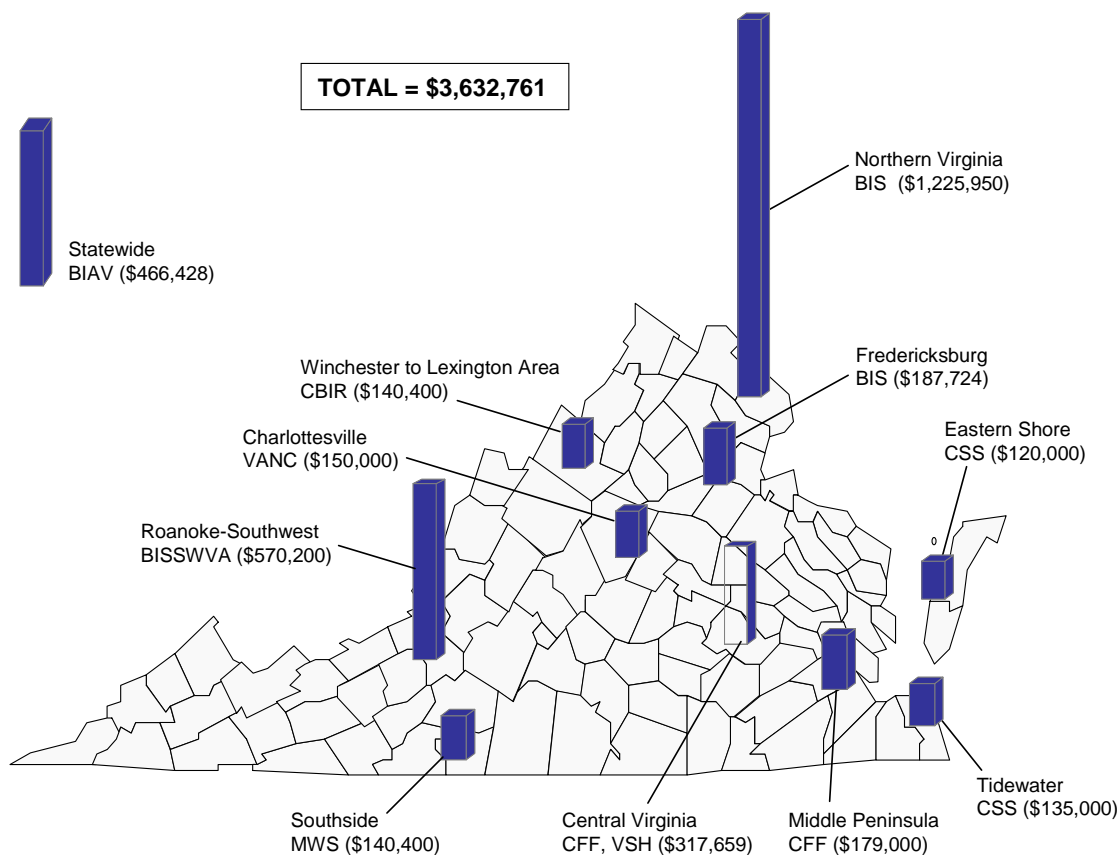 TOTAL = $3,632,761
Northern Virginia
BIS ($1,225,950)
Statewide
BIAV ($466,428)
Winchester to Lexington Area
CBIR ($140,400)
Fredericksburg
BIS ($187,724)
Charlottesville
VANC ($150,000)
Eastern Shore
CSS ($120,000)
Roanoke-Southwest
BISSWVA ($570,200)
Southside
MWS ($140,400)
Central Virginia
CFF, VSH ($317,659)
Middle Peninsula
CFF ($179,000)
Tidewater
CSS ($135,000)